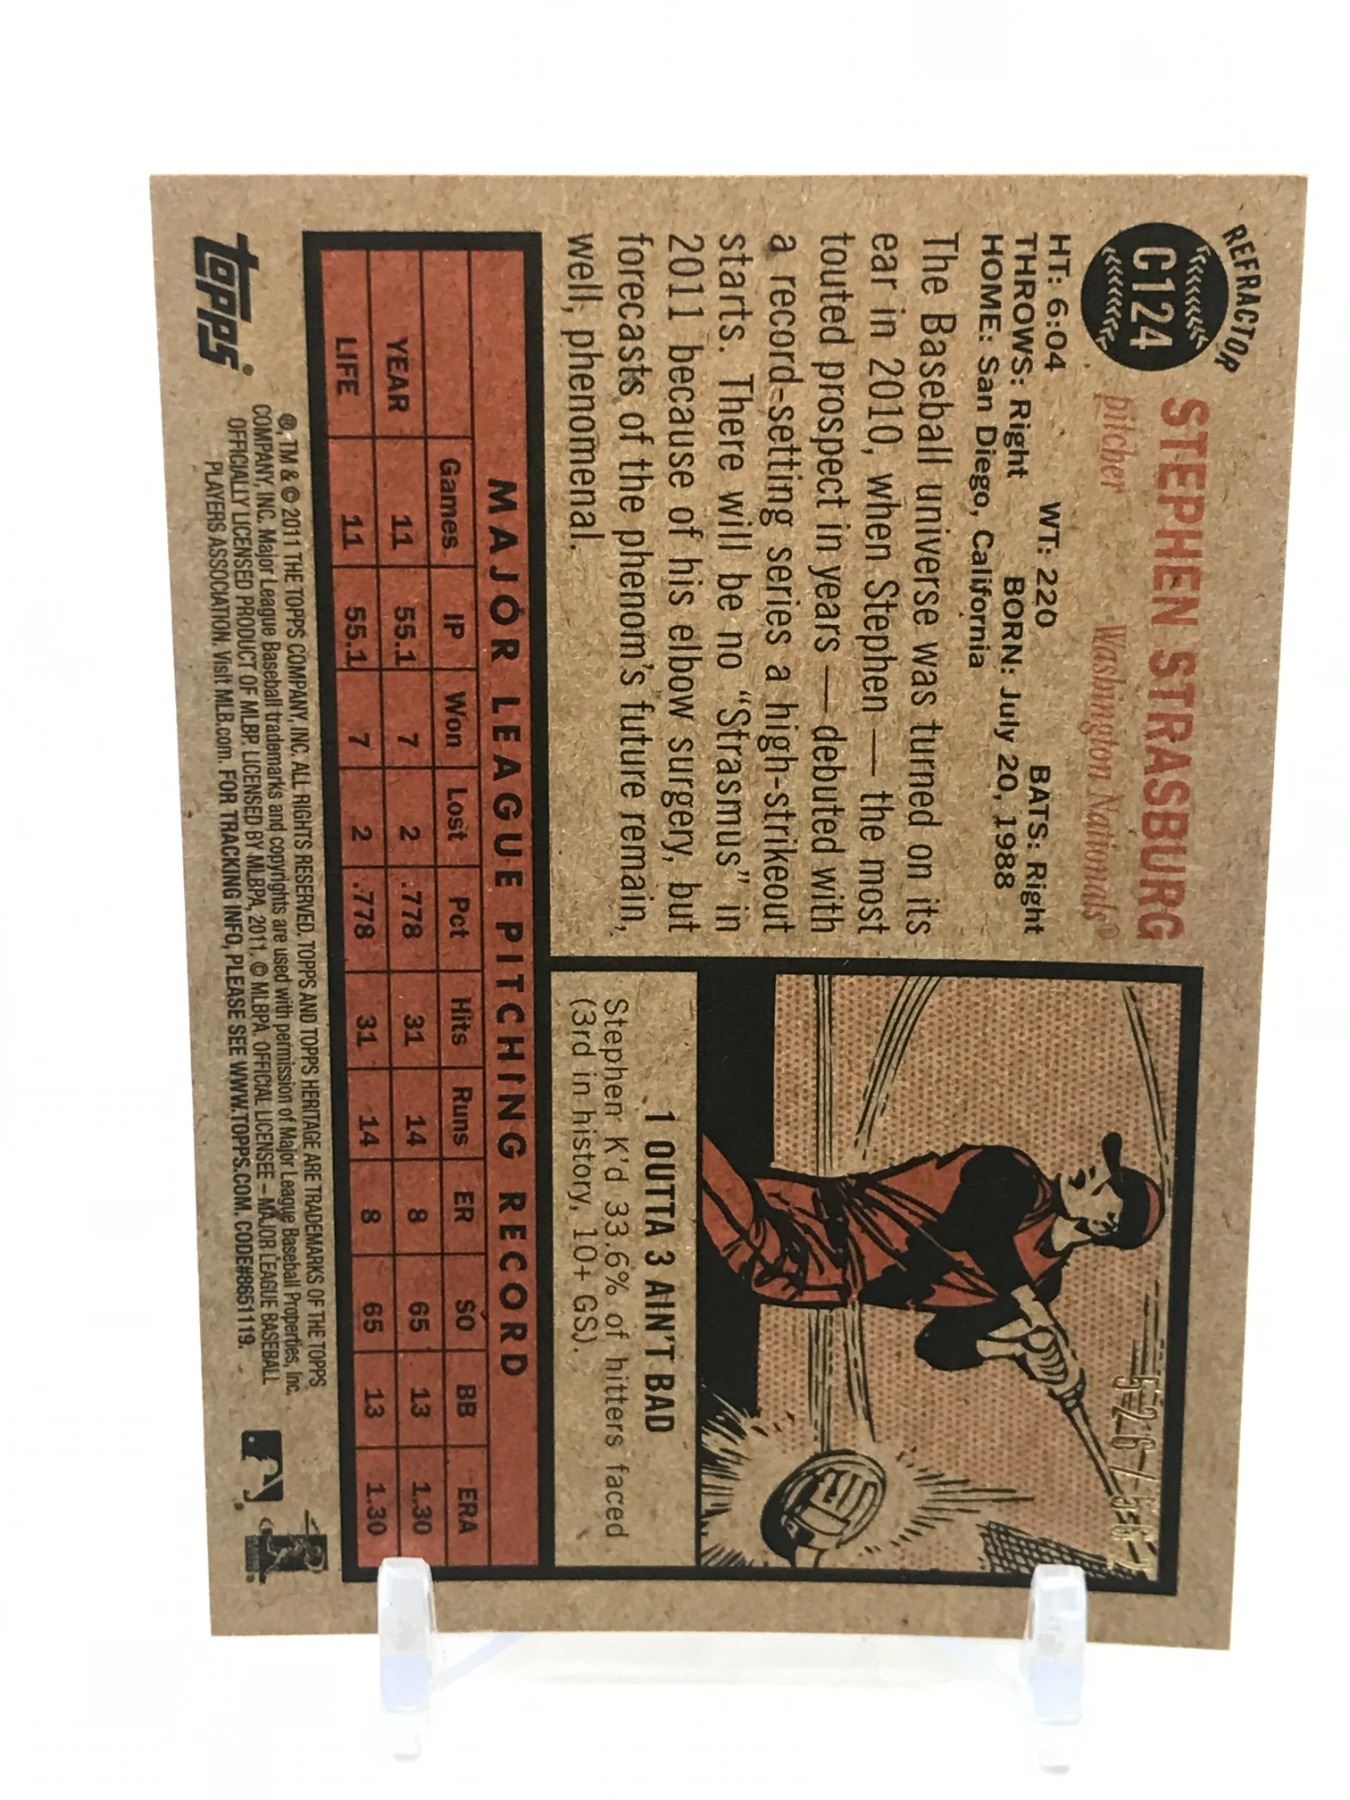 REFRACTOR
C124
STEPHEN STRASBURG
pitcher Washington Nationals®
HT: 6:04 WT: 220 BATS: Right
THROWS: Right BORN: July 20, 1988
HOME: San Diego, California
The Baseball universe was turned on its
ear in 2010, when Stephen — the most
touted prospect in years — debuted with
a record-setting series a high-strikeout
starts. There will be no “Strasmus” in
2011 because of his elbow surgery, but
forecasts of the phenom’s future remain,
well, phenomenal.
1 OUTTA 3 AIN’T BAD
Stephen K’d 33.6% of hitters faced
(3rd in history, 10+ GS).
MAJOR LEAGUE PITCHING RECORD
Games IP Won Lost Pct Hits Runs ER SO BB ERA
YEAR 11 55.1 7 2 .778 31 14 8 65 13 1.30
LIFE 11 55.1 7 2 .778 31 14 8 65 13 1.30
topps®
®, TM & © 2011 THE TOPPS COMPANY, INC. ALL RIGHTS RESERVED. TOPPS AND TOPPS HERITAGE ARE TRADEMARKS OF THE TOPPS
COMPANY, INC. Major League Baseball trademarks and copyrights are used with permission of Major League Baseball Properties, Inc.
OFFICIALLY LICENSED PRODUCT OF MLBP. LICENSED BY MLBPA, 2011. © MLBPA. OFFICIAL LICENSEE – MAJOR LEAGUE BASEBALL
PLAYERS ASSOCIATION. Visit MLB.com. FOR TRACKING INFO, PLEASE SEE WWW.TOPPS.COM. CODE#865119.